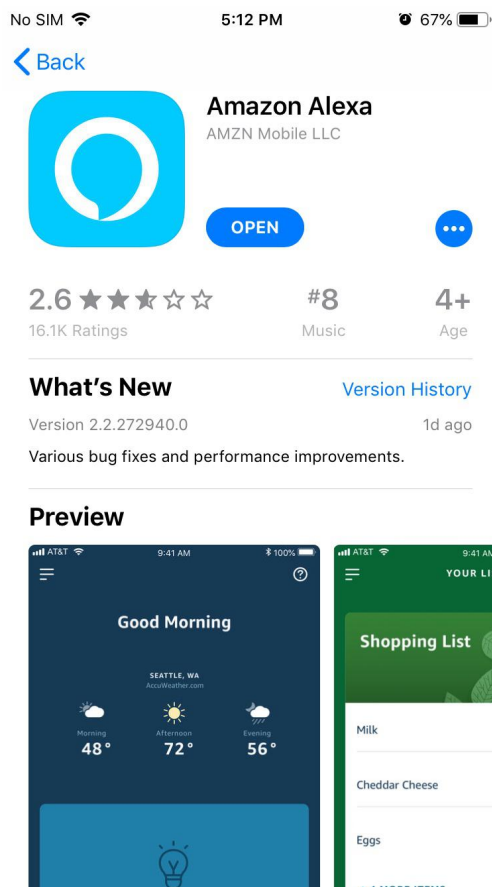 No SIM 5:12 PM 67%
Back
Amazon Alexa
AMZN Mobile LLC
OPEN
2.6 #8 4+
16.1K Ratings Music Age
What's New Version History
Version 2.2.272940.0 1d ago
Various bug fixes and performance improvements.
Preview
AT&T 9:41 AM 100%
Good Morning
SEATTLE, WA
AccuWeather.com
Morning Afternoon Evening
48° 72° 56°
AT&T 9:41 AM
YOUR LI
Shopping List
Milk
Cheddar Cheese
Eggs